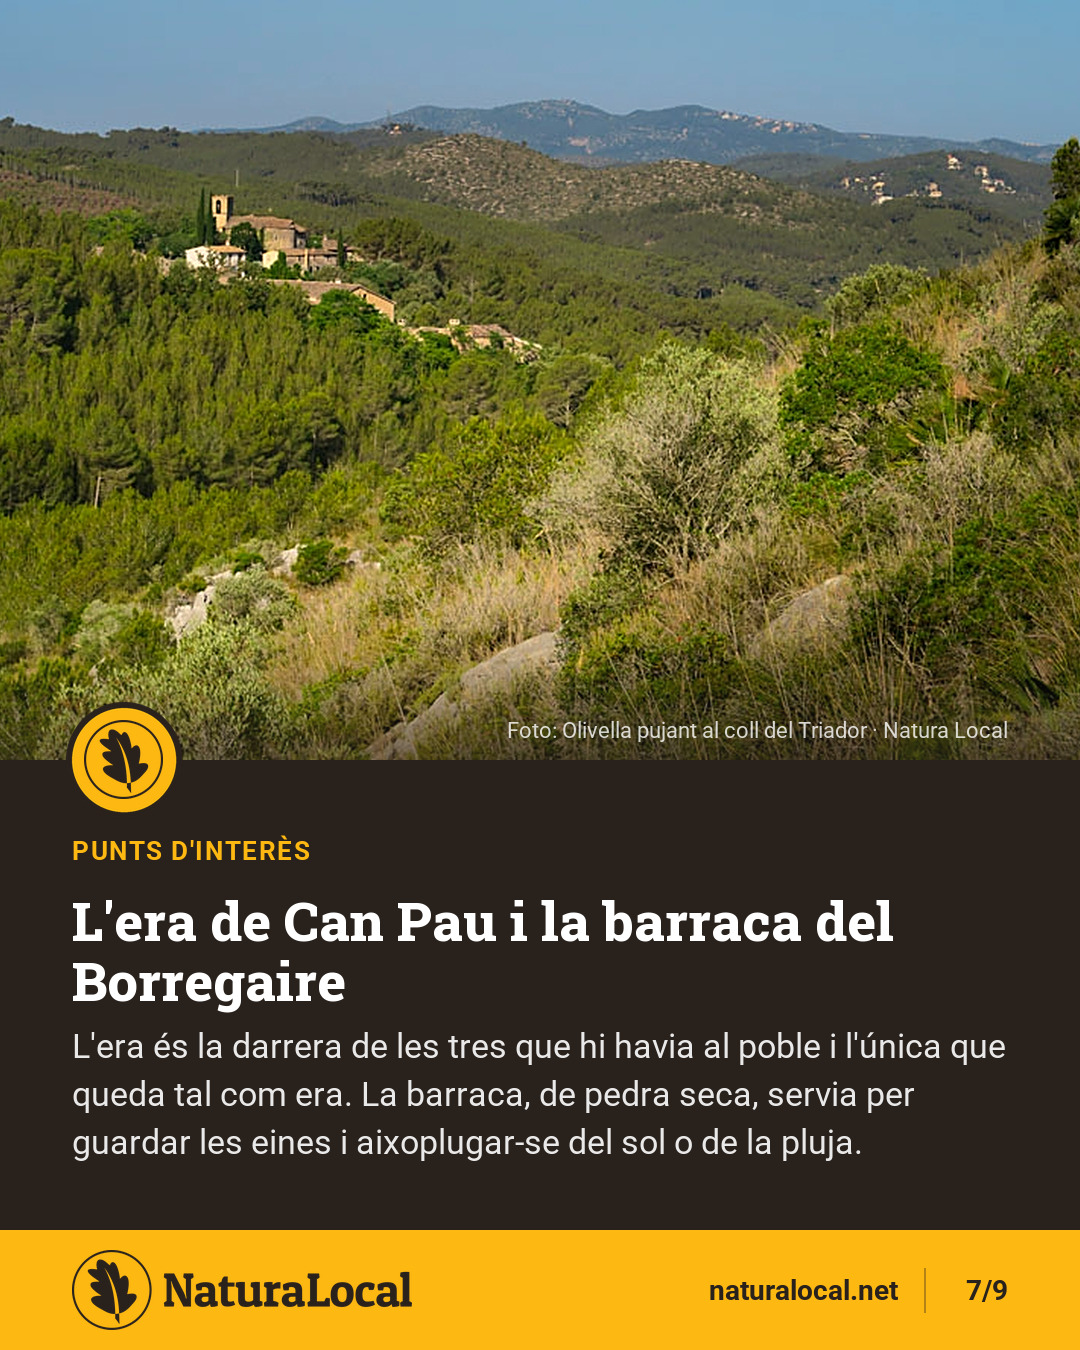 Foto: Olivella pujant al coll del Triador · Natura Local
PUNTS D'INTERÈS
L'era de Can Pau i la barraca del
Borregaire
L'era és la darrera de les tres que hi havia al poble i l'única que
queda tal com era. La barraca, de pedra seca, servia per
guardar les eines i aixoplugar-se del sol o de la pluja.
NaturaLocal
naturalocal.net
7/9